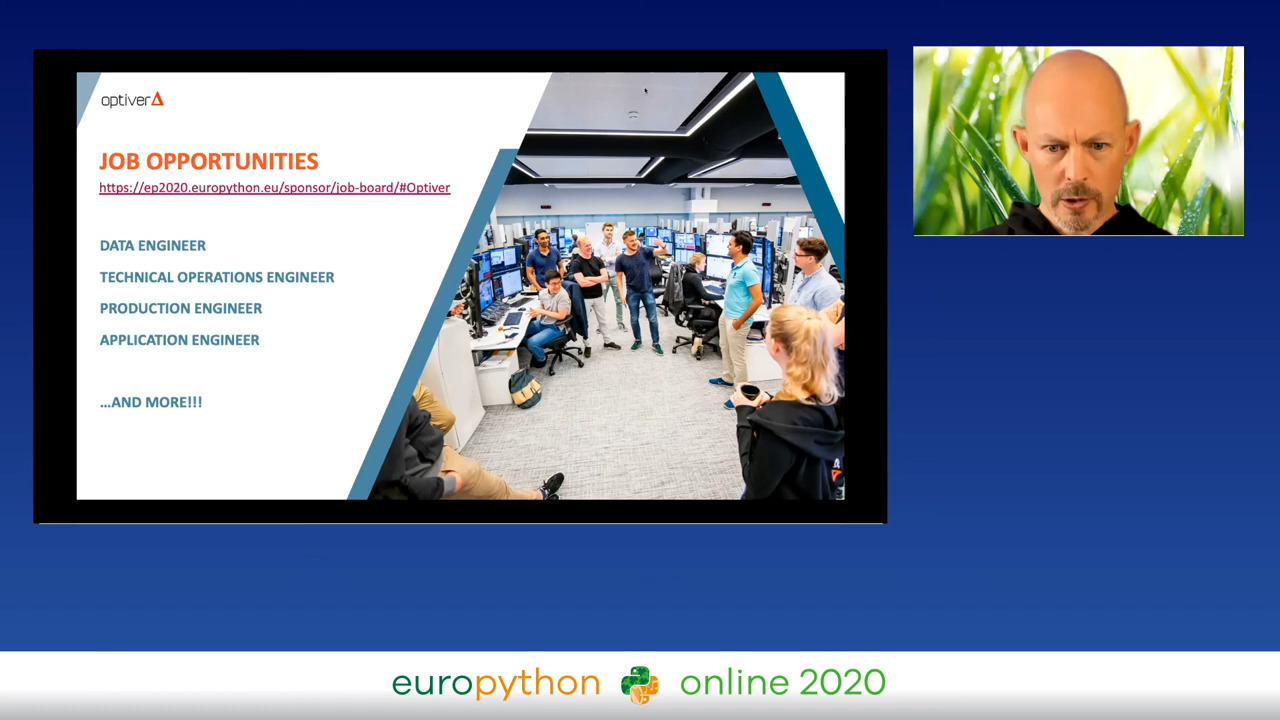 optiver
JOB OPPORTUNITIES
https://ep2020.europython.eu/sponsor/job-board/#Optiver
DATA ENGINEER
TECHNICAL OPERATIONS ENGINEER
PRODUCTION ENGINEER
APPLICATION ENGINEER
...AND MORE!!!
europython online 2020